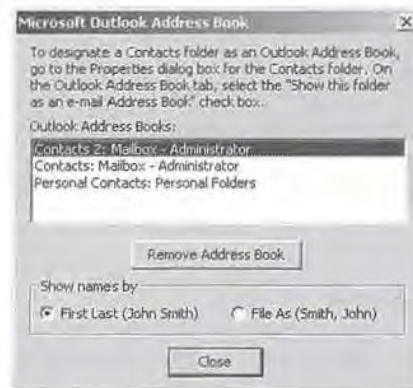 Microsoft Outlook Address Book
To designate a Contacts folder as an Outlook Address Book,
go to the Properties dialog box for the Contacts folder. On
the Outlook Address Book tab, select the "Show this folder
as an e-mail Address Book" check box.
Outlook Address Books:
Contacts 2: Mailbox - Administrator
Contacts: Mailbox - Administrator
Personal Contacts: Personal Folders
Remove Address Book
Show names by
First Last (John Smith) File As (Smith, John)
Close